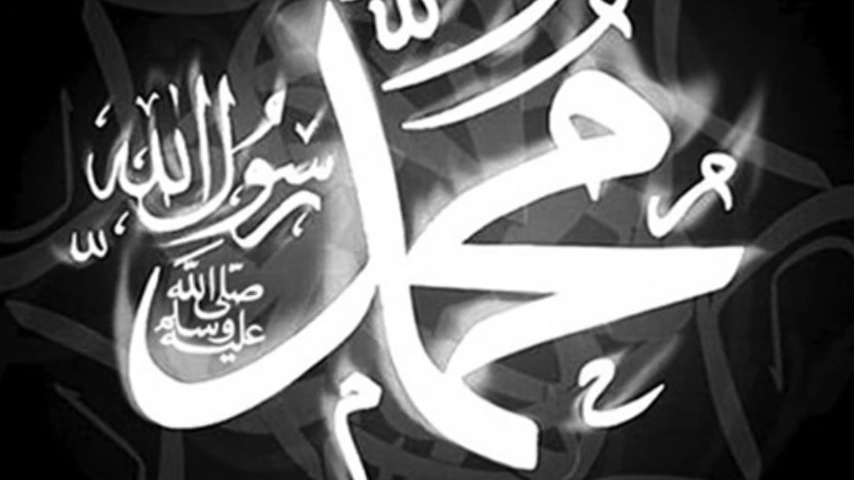 محمد
رسول الله
صلى الله
عليه وسلم